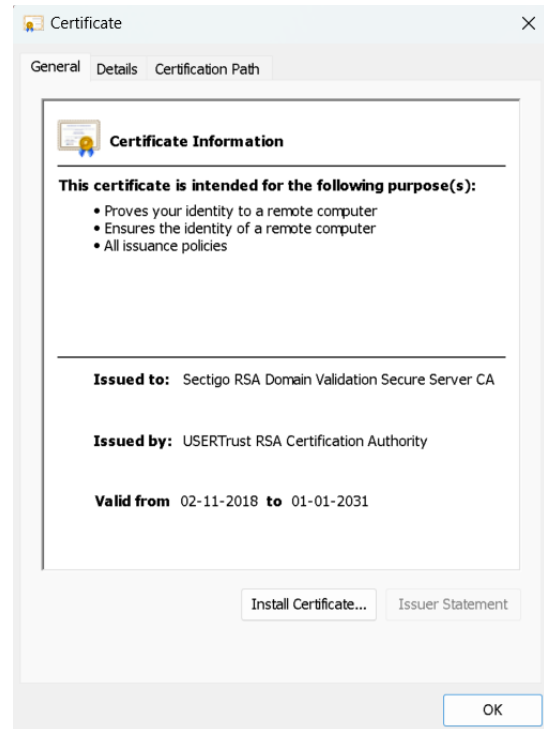 Certificate
General Details Certification Path
Certificate Information
This certificate is intended for the following purpose(s):
• Proves your identity to a remote computer
• Ensures the identity of a remote computer
• All issuance policies
Issued to: Sectigo RSA Domain Validation Secure Server CA
Issued by: USERTrust RSA Certification Authority
Valid from 02-11-2018 to 01-01-2031
Install Certificate... Issuer Statement
OK